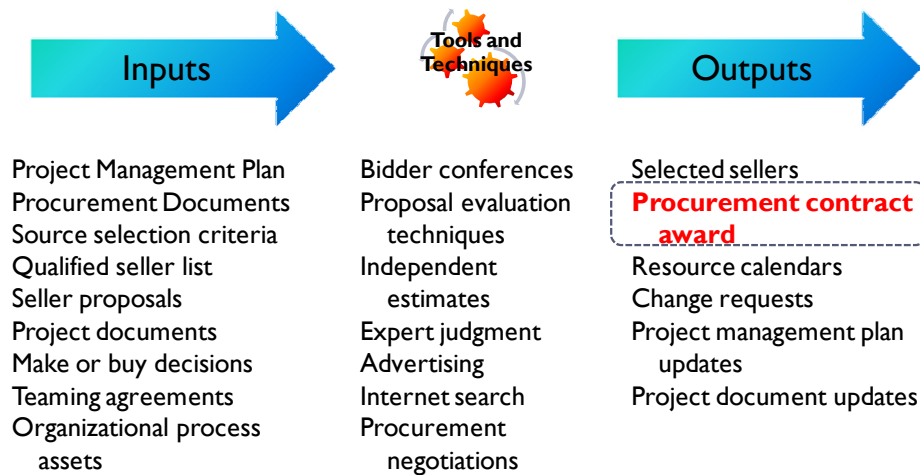 Inputs
Tools and
Techniques
Outputs
Project Management Plan
Procurement Documents
Source selection criteria
Qualified seller list
Seller proposals
Project documents
Make or buy decisions
Teaming agreements
Organizational process
assets
Bidder conferences
Proposal evaluation
techniques
Independent
estimates
Expert judgment
Advertising
Internet search
Procurement
negotiations
Selected sellers
Procurement contract
award
Resource calendars
Change requests
Project management plan
updates
Project document updates